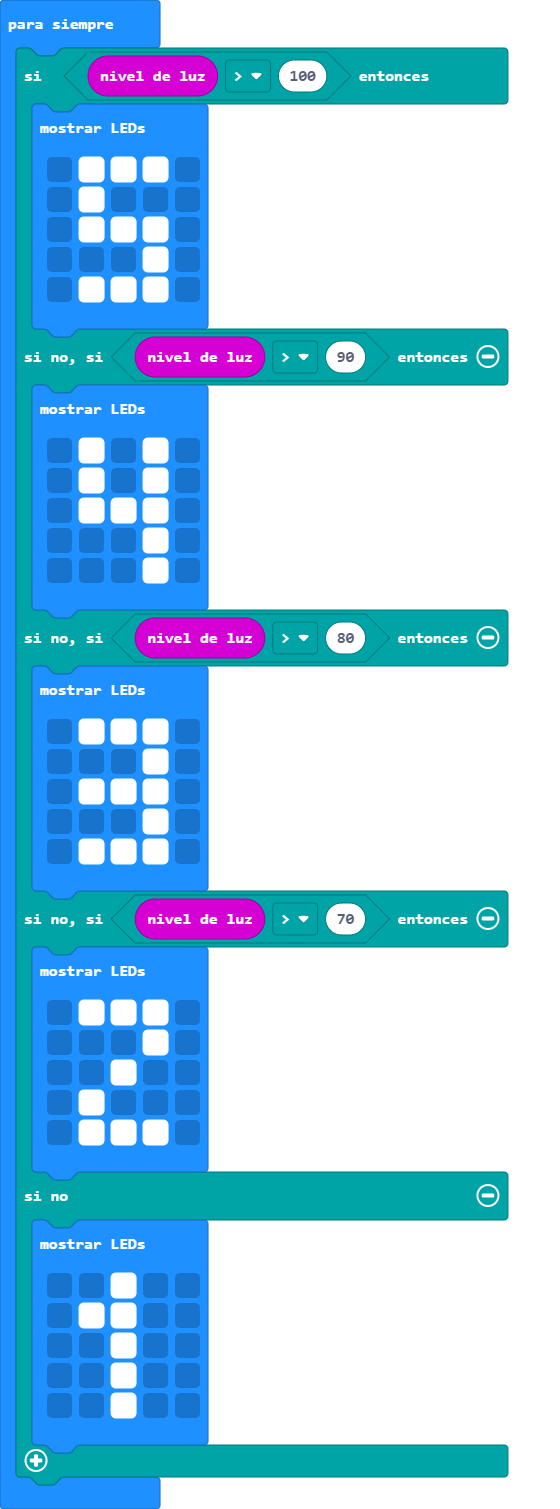 para siempre
si nivel de luz > 100 entonces
mostrar LEDs
si no, si nivel de luz > 90 entonces
mostrar LEDs
si no, si nivel de luz > 80 entonces
mostrar LEDs
si no, si nivel de luz > 70 entonces
mostrar LEDs
si no
mostrar LEDs